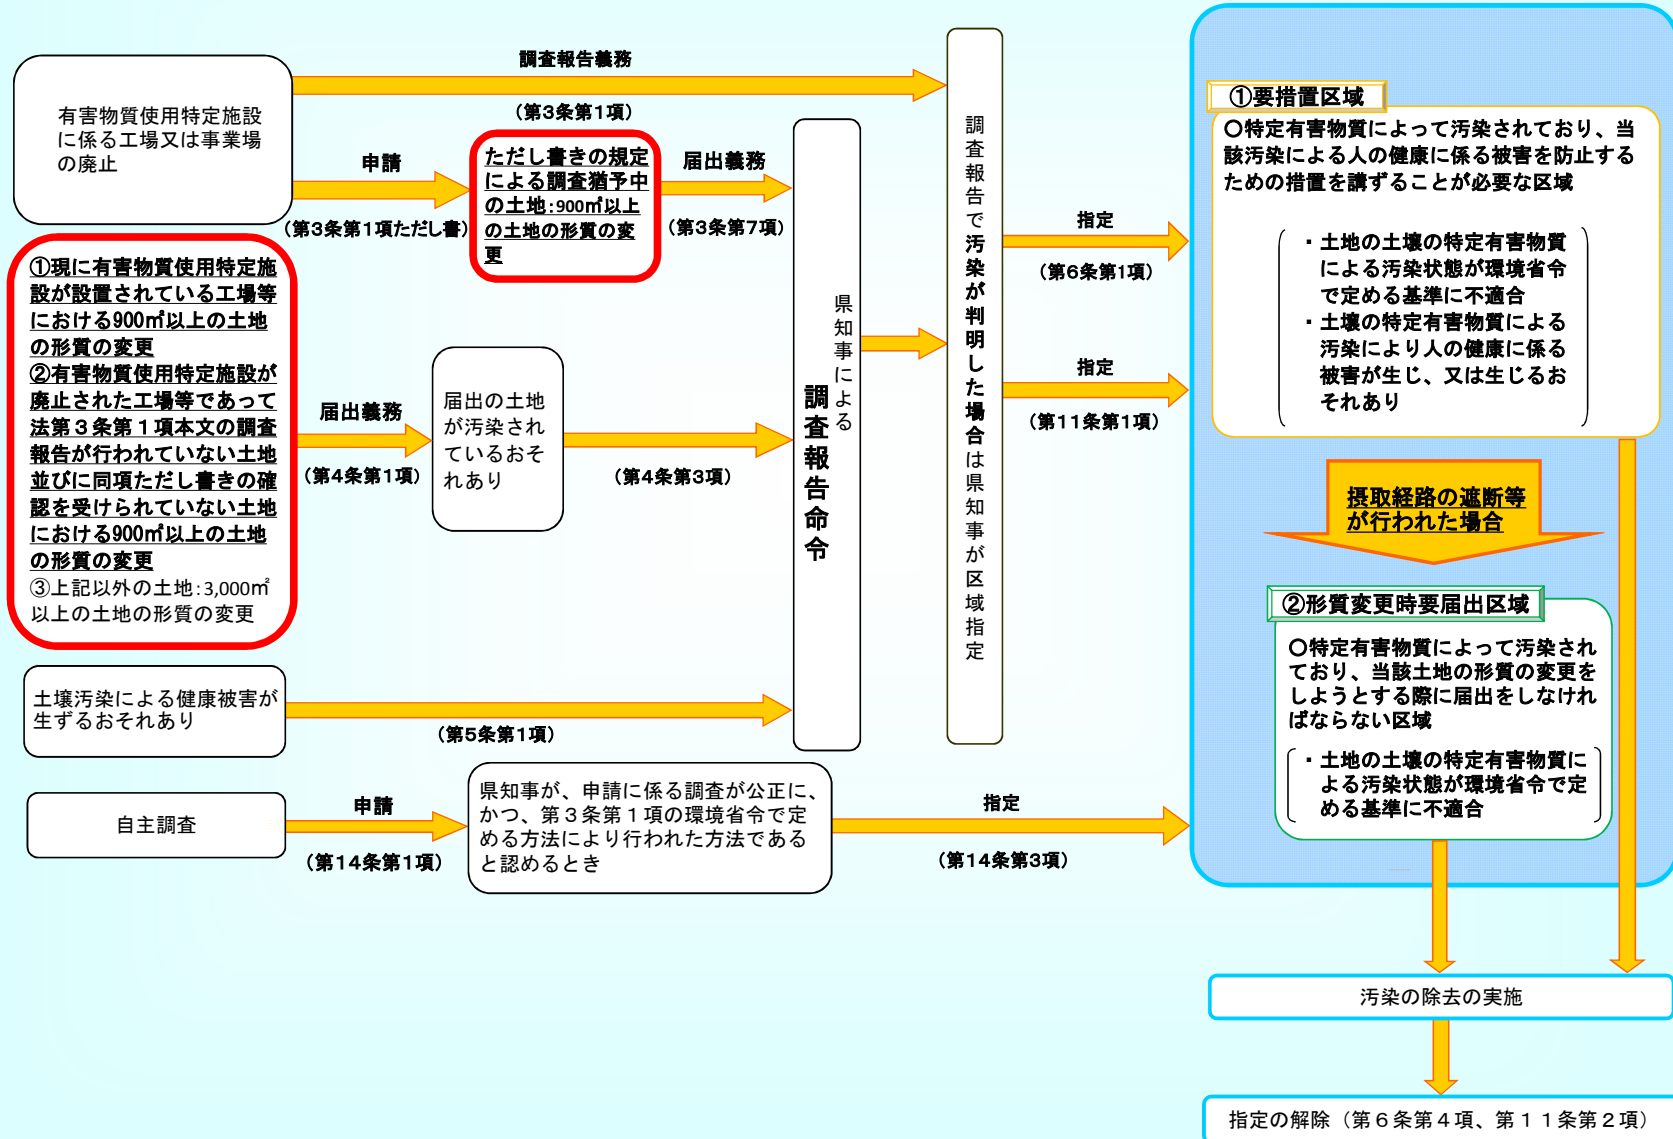 有害物質使用特定施設
に係る工場又は事業場
の廃止
調査報告義務
（第3条第1項）
申請
（第3条第1項ただし書）
ただし書きの規定
による調査猶予中
の土地：900㎡以上
の土地の形質の変
更
届出義務
（第3条第7項）
①現に有害物質使用特定施
設が設置されている工場等
における900㎡以上の土地
の形質の変更
②有害物質使用特定施設が
廃止された工場等であって
法第３条第１項本文の調査
報告が行われていない土地
並びに同項ただし書きの確
認を受けられていない土地
における900㎡以上の土地
の形質の変更
③上記以外の土地：3,000㎡
以上の土地の形質の変更
届出義務
（第4条第1項）
届出の土地
が汚染され
ているおそ
れあり
（第4条第3項）
土壌汚染による健康被害が
生ずるおそれあり
（第5条第1項）
県知事による
調査報告命令
調査報告で汚染が判明した場合は県知事が区域指定
自主調査
申請
（第14条第1項）
県知事が、申請に係る調査が公正に、
かつ、第３条第１項の環境省令で定
める方法により行われた方法である
と認めるとき
指定
（第14条第3項）
指定
（第6条第1項）
指定
（第11条第1項）
①要措置区域
〇特定有害物質によって汚染されており、当
該汚染による人の健康に係る被害を防止する
ための措置を講ずることが必要な区域
・土地の土壌の特定有害物質
による汚染状態が環境省令
で定める基準に不適合
・土壌の特定有害物質による
汚染により人の健康に係る
被害が生じ、又は生じるお
それあり
摂取経路の遮断等
が行われた場合
②形質変更時要届出区域
〇特定有害物質によって汚染され
ており、当該土地の形質の変更を
しようとする際に届出をしなけれ
ばならない区域
・土地の土壌の特定有害物質に
よる汚染状態が環境省令で定
める基準に不適合
汚染の除去の実施
指定の解除（第６条第４項、第１１条第２項）